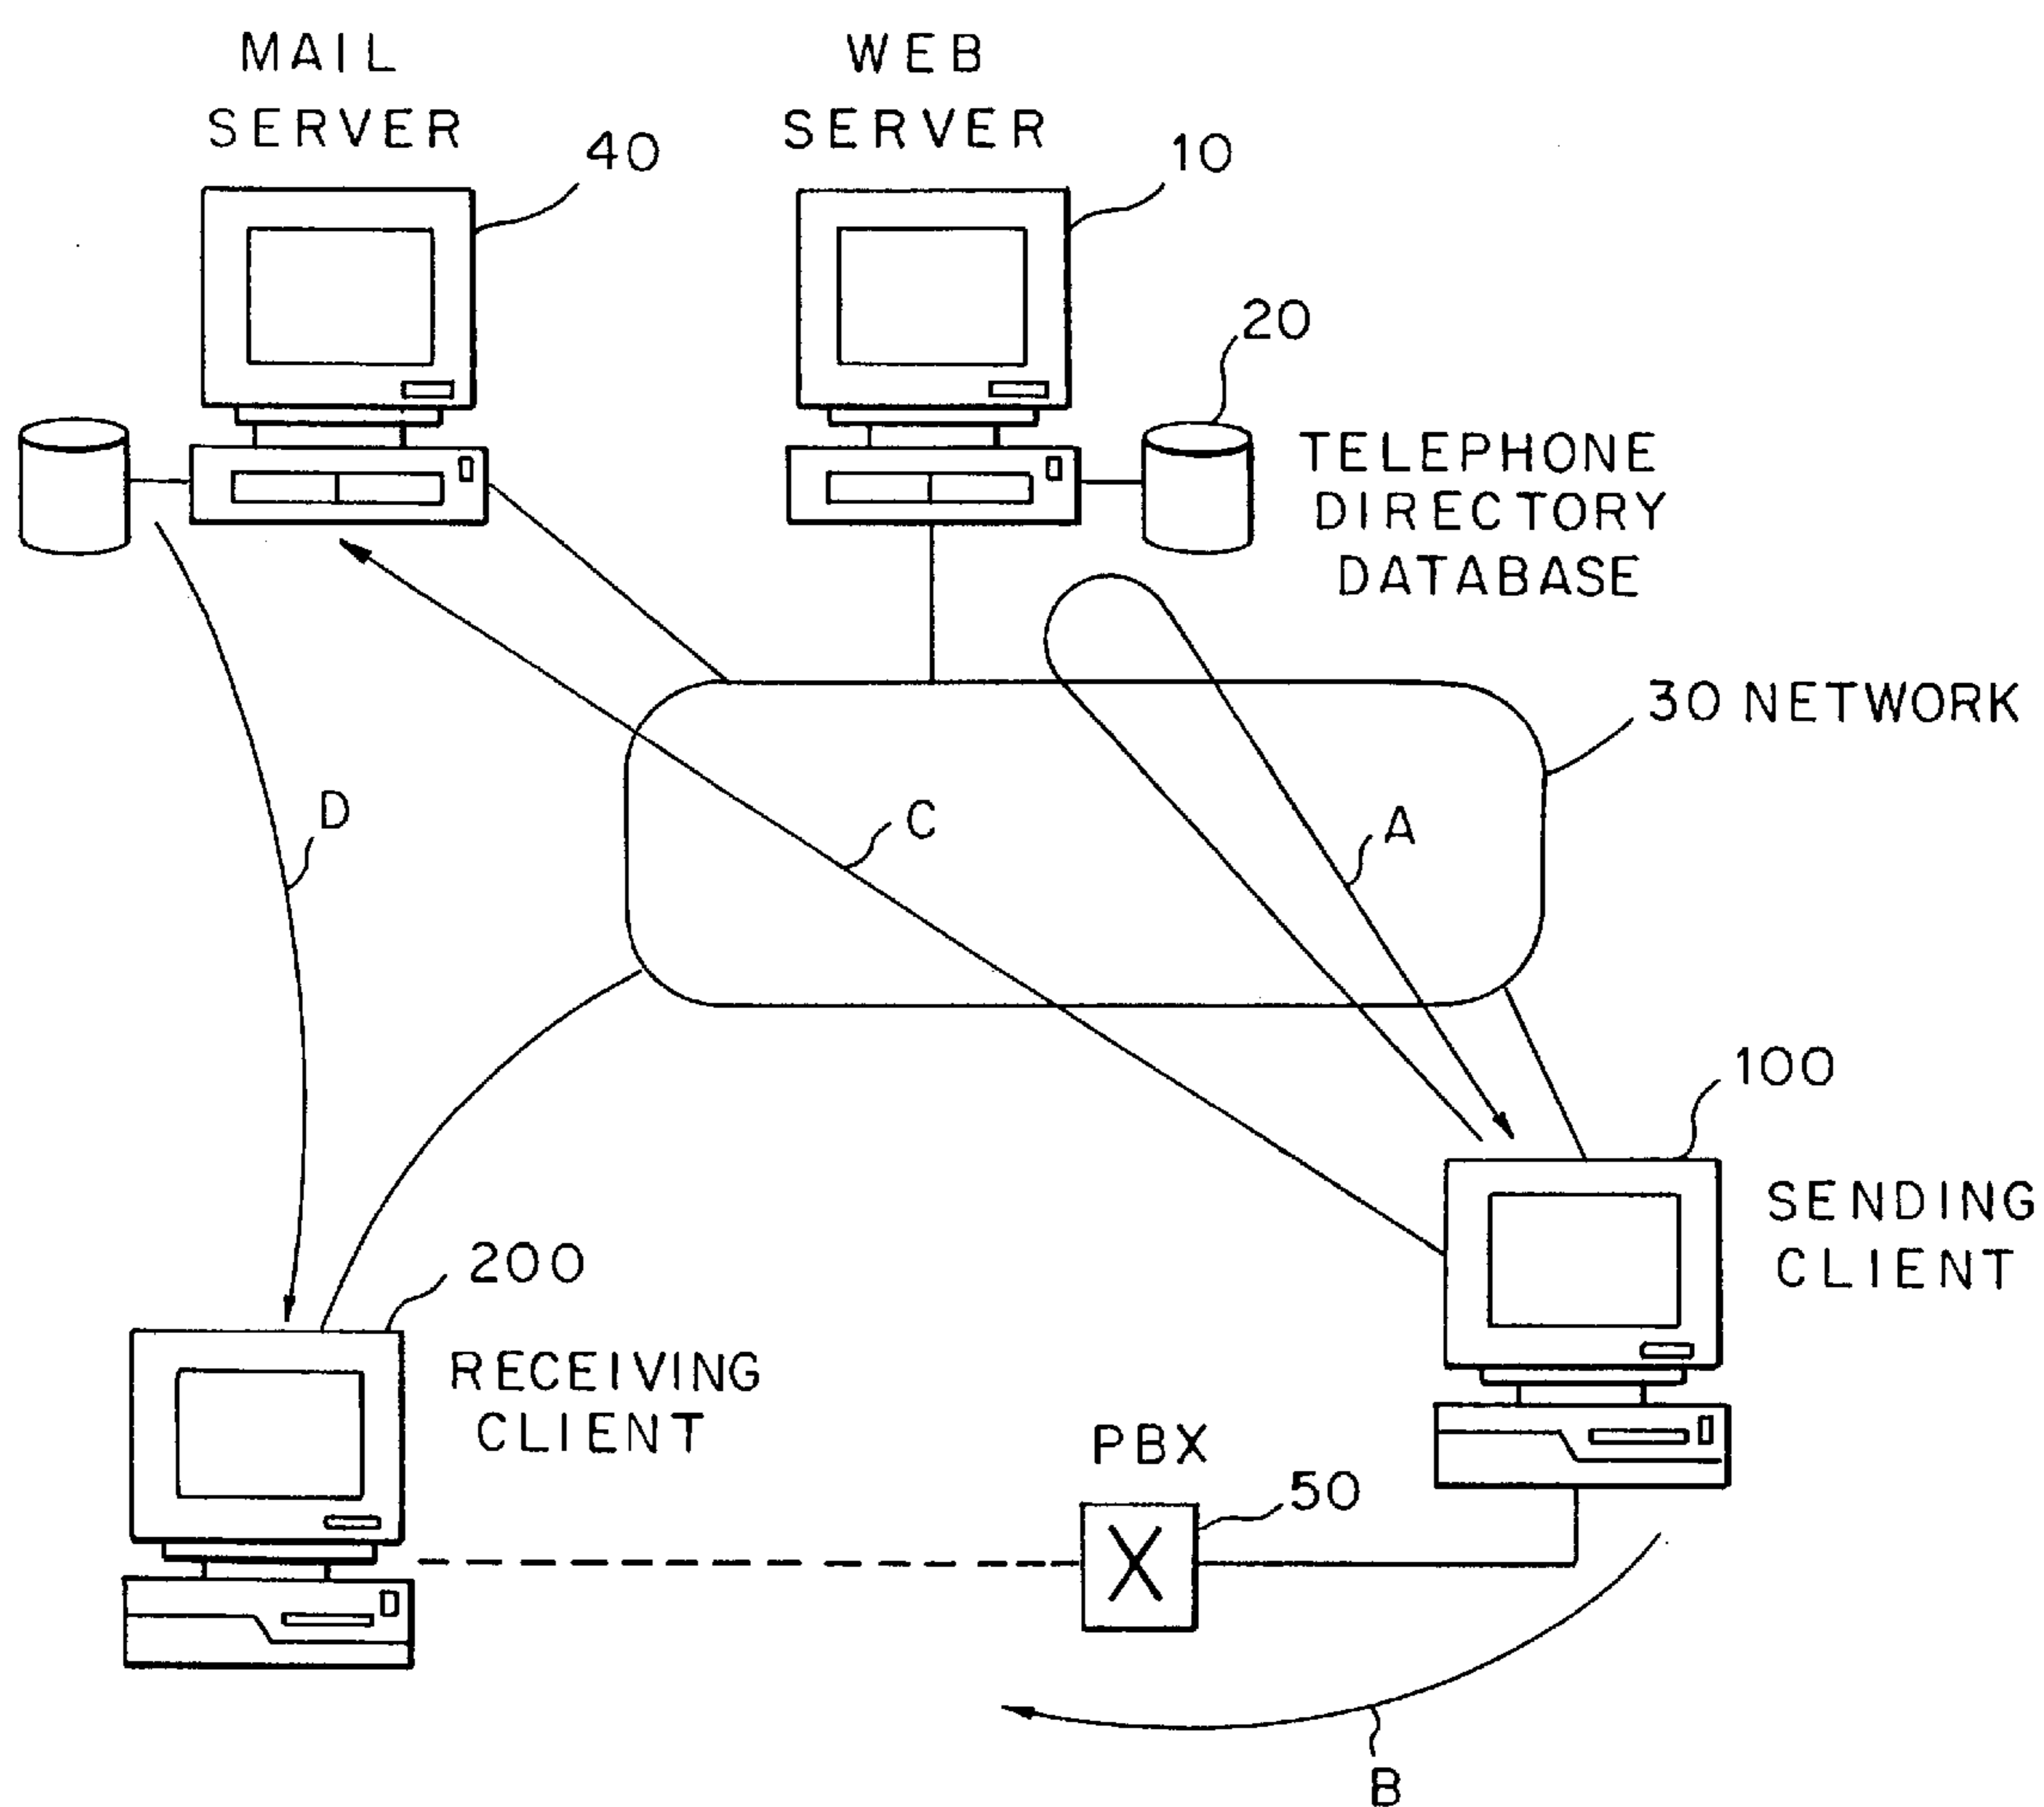 MAIL
SERVER
40
WEB
SERVER
10
20
TELEPHONE
DIRECTORY
DATABASE
30 NETWORK
D
C
A
100
SENDING
CLIENT
200
RECEIVING
CLIENT
PBX
50
X
B